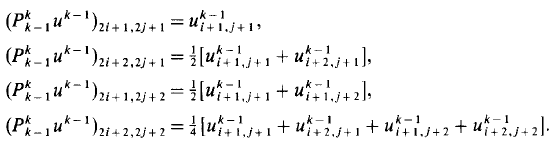 (P^k_{k-1} u^{k-1})_{2i+1,2j+1} = u^{k-1}_{i+1,j+1},
(P^k_{k-1} u^{k-1})_{2i+2,2j+1} = ½[u^{k-1}_{i+1,j+1} + u^{k-1}_{i+2,j+1}],
(P^k_{k-1} u^{k-1})_{2i+1,2j+2} = ½[u^{k-1}_{i+1,j+1} + u^{k-1}_{i+1,j+2}],
(P^k_{k-1} u^{k-1})_{2i+2,2j+2} = ¼[u^{k-1}_{i+1,j+1} + u^{k-1}_{i+2,j+1} + u^{k-1}_{i+1,j+2} + u^{k-1}_{i+2,j+2}].